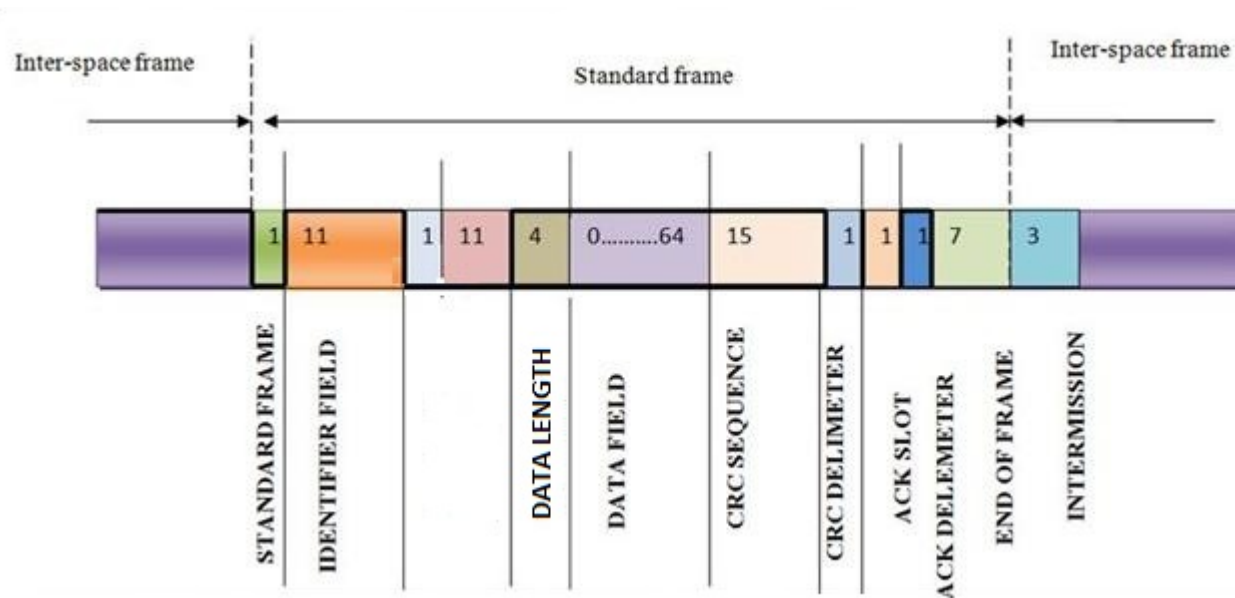 Inter-space frame
Standard frame
Inter-space frame
1 11 1 11 4 0..........64 15 1 1 1 7 3
STANDARD FRAME
IDENTIFIER FIELD
DATA LENGTH
DATA FIELD
CRC SEQUENCE
CRC DELIMETER
ACK SLOT
ACK DELEMETER
END OF FRAME
INTERMISSION